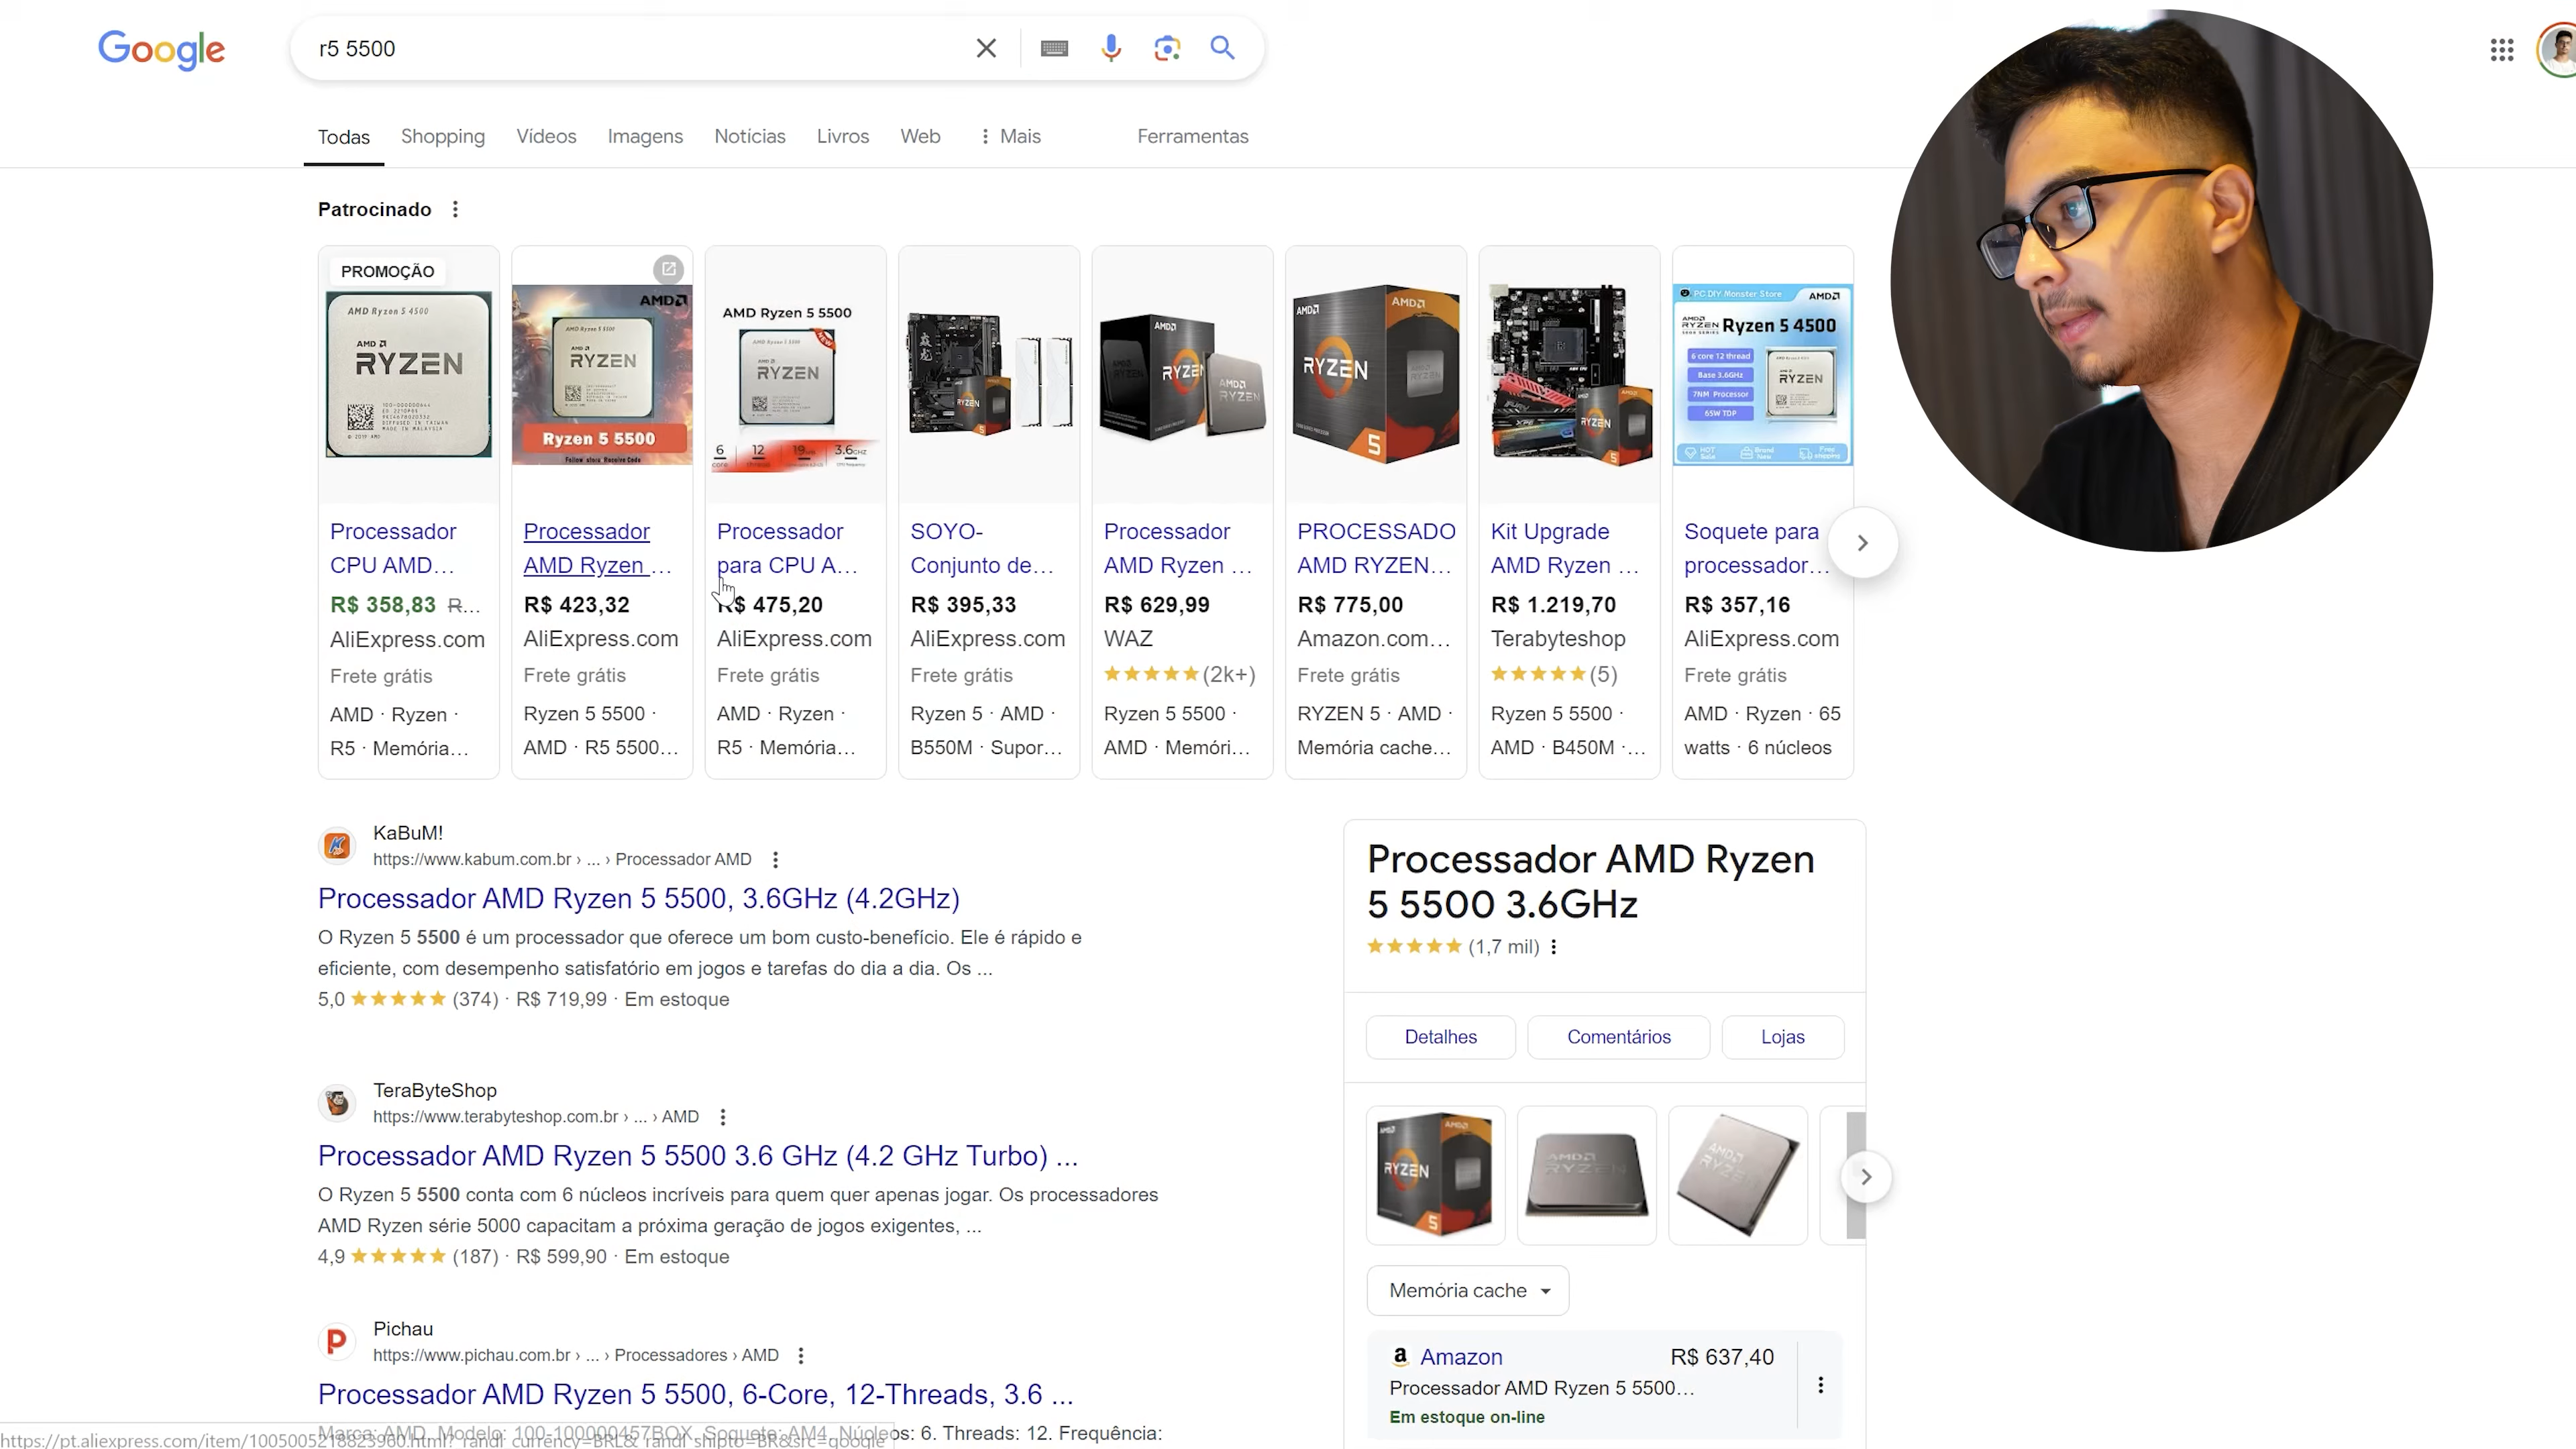 Google
r5 5500
Todas
Shopping
Vídeos
Imagens
Notícias
Livros
Web
Mais
Ferramentas
Patrocinado
PROMOÇÃO
AMD Ryzen 5 4500
AMD
RYZEN
Processador
CPU AMD...
R$ 358,83 R...
AliExpress.com
Frete grátis
AMD · Ryzen ·
R5 · Memória...
AMD
AMD Ryzen 5 5500
AMD
RYZEN
Ryzen 5 5500
Follow store Receive Code
Processador
AMD Ryzen ...
R$ 423,32
AliExpress.com
Frete grátis
Ryzen 5 5500 ·
AMD · R5 5500...
AMD Ryzen 5 5500
AMD
RYZEN
6 12 19 3.6GHZ
Processador
para CPU A...
R$ 475,20
AliExpress.com
Frete grátis
AMD · Ryzen ·
R5 · Memória...
RYZEN
5
SOYO-
Conjunto de...
R$ 395,33
AliExpress.com
Frete grátis
Ryzen 5 · AMD ·
B550M · Supor...
AMD
RYZEN
AMD
RYZEN
Processador
AMD Ryzen ...
R$ 629,99
WAZ
(2k+)
Ryzen 5 5500 ·
AMD · Memóri...
AMD AMD
RYZEN
5
PROCESSADO
AMD RYZEN...
R$ 775,00
Amazon.com...
Frete grátis
RYZEN 5 · AMD ·
Memória cache...
RYZEN
5
Kit Upgrade
AMD Ryzen ...
R$ 1.219,70
Terabyteshop
(5)
Ryzen 5 5500 ·
AMD · B450M ·...
PC DIY Monster Store AMD
AMD
RYZEN Ryzen 5 4500
6 core 12 thread
Base 3.6GHz
7NM Processor
65W TDP
RYZEN
HOT Sale
Brand New
Free shipping
Soquete para
processador...
R$ 357,16
AliExpress.com
Frete grátis
AMD · Ryzen · 65
watts · 6 núcleos
KaBuM!
https://www.kabum.com.br › ... › Processador AMD
Processador AMD Ryzen 5 5500, 3.6GHz (4.2GHz)
O Ryzen 5 5500 é um processador que oferece um bom custo-benefício. Ele é rápido e
eficiente, com desempenho satisfatório em jogos e tarefas do dia a dia. Os ...
5,0 (374) · R$ 719,99 · Em estoque
TeraByteShop
https://www.terabyteshop.com.br › ... › AMD
Processador AMD Ryzen 5 5500 3.6 GHz (4.2 GHz Turbo) ...
O Ryzen 5 5500 conta com 6 núcleos incríveis para quem quer apenas jogar. Os processadores
AMD Ryzen série 5000 capacitam a próxima geração de jogos exigentes, ...
4,9 (187) · R$ 599,90 · Em estoque
Pichau
https://www.pichau.com.br › ... › Processadores › AMD
Processador AMD Ryzen 5 5500, 6-Core, 12-Threads, 3.6 ...
Marca: AMD. Modelo: 100-100000457BOX. Soquete: AM4. Núcleos: 6. Threads: 12. Frequência:
https://pt.aliexpress.com/item/1005005218823960.html?_randl_currency=BRL&_randl_shipto=BR&src=google
Processador AMD Ryzen
5 5500 3.6GHz
(1,7 mil)
Detalhes
Comentários
Lojas
AMD AMD
RYZEN
5
AMD
RYZEN
AMD
RYZEN
Memória cache
Amazon
R$ 637,40
Processador AMD Ryzen 5 5500...
Em estoque on-line